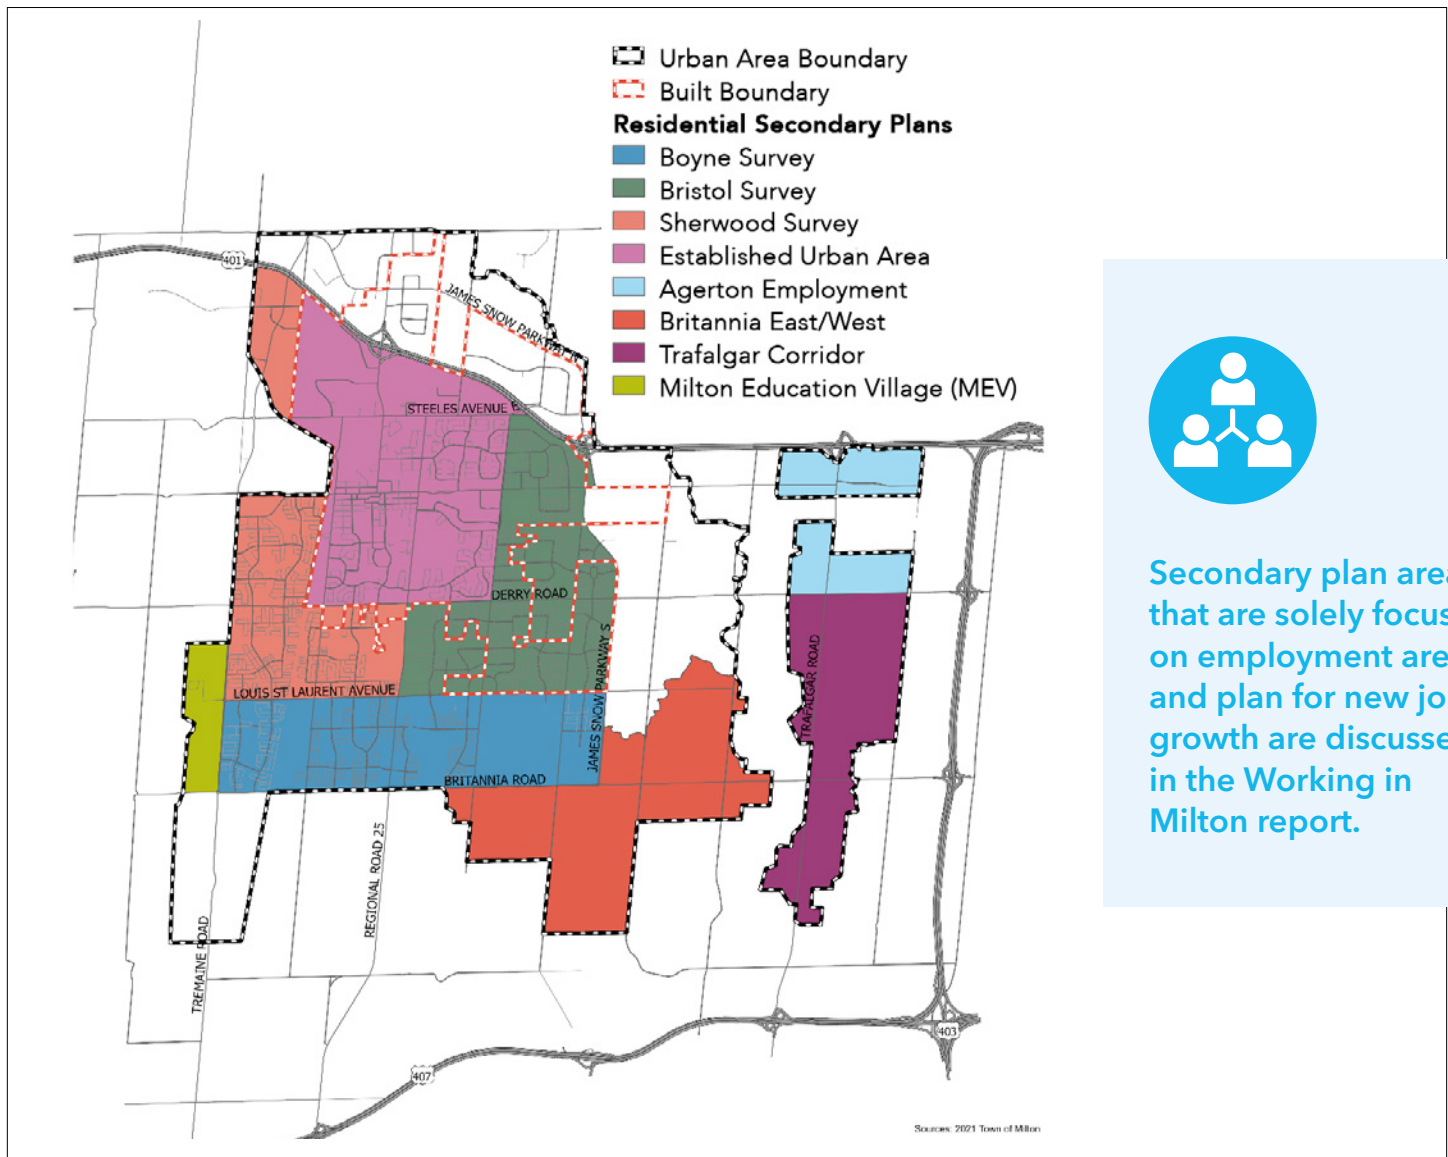 Urban Area Boundary
Built Boundary
Residential Secondary Plans
Boyne Survey
Bristol Survey
Sherwood Survey
Established Urban Area
Agerton Employment
Britannia East/West
Trafalgar Corridor
Milton Education Village (MEV)
401
JAMES SNOW PARKWAY N
STEELES AVENUE E
DERRY ROAD
LOUIS ST LAURENT AVENUE
JAMES SNOW PARKWAY S
TRAFALGAR ROAD
BRITANNIA ROAD
REGIONAL ROAD 25
TREMAINE ROAD
403
407
Sources: 2021 Town of Milton
Secondary plan area
that are solely focus
on employment are
and plan for new jo
growth are discusse
in the Working in
Milton report.